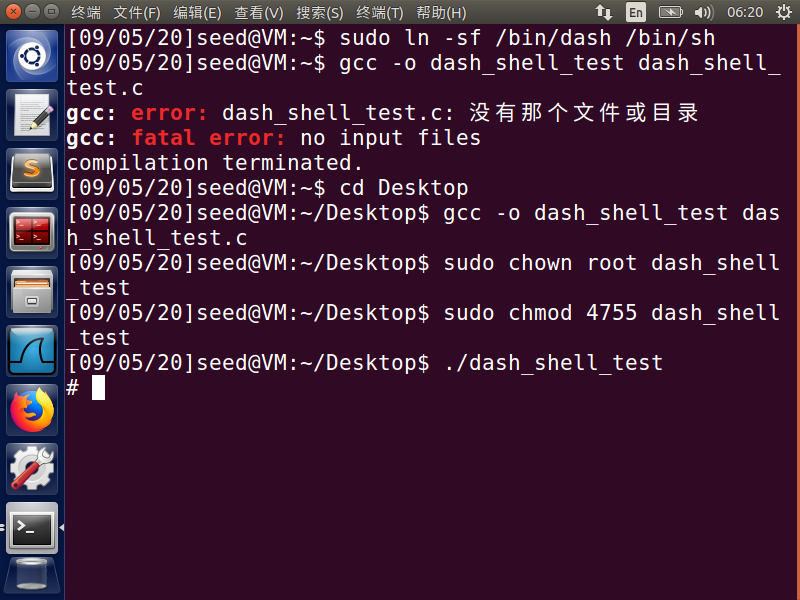 终端 文件(F) 编辑(E) 查看(V) 搜索(S) 终端(T) 帮助(H) En 06:20
[09/05/20]seed@VM:~$ sudo ln -sf /bin/dash /bin/sh
[09/05/20]seed@VM:~$ gcc -o dash_shell_test dash_shell_
test.c
gcc: error: dash_shell_test.c: 没有那个文件或目录
gcc: fatal error: no input files
compilation terminated.
[09/05/20]seed@VM:~$ cd Desktop
[09/05/20]seed@VM:~/Desktop$ gcc -o dash_shell_test das
h_shell_test.c
[09/05/20]seed@VM:~/Desktop$ sudo chown root dash_shell
_test
[09/05/20]seed@VM:~/Desktop$ sudo chmod 4755 dash_shell
_test
[09/05/20]seed@VM:~/Desktop$ ./dash_shell_test
#